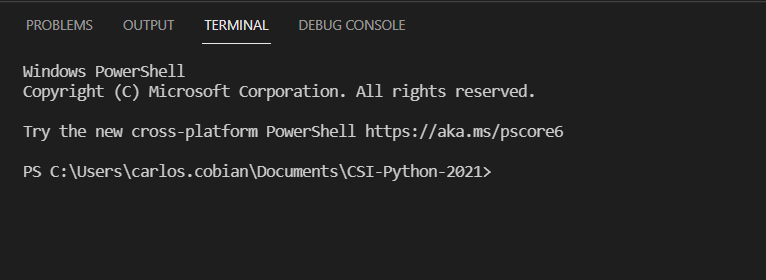 PROBLEMS OUTPUT TERMINAL DEBUG CONSOLE
Windows PowerShell
Copyright (C) Microsoft Corporation. All rights reserved.
Try the new cross-platform PowerShell https://aka.ms/pscore6
PS C:\Users\carlos.cobian\Documents\CSI-Python-2021>